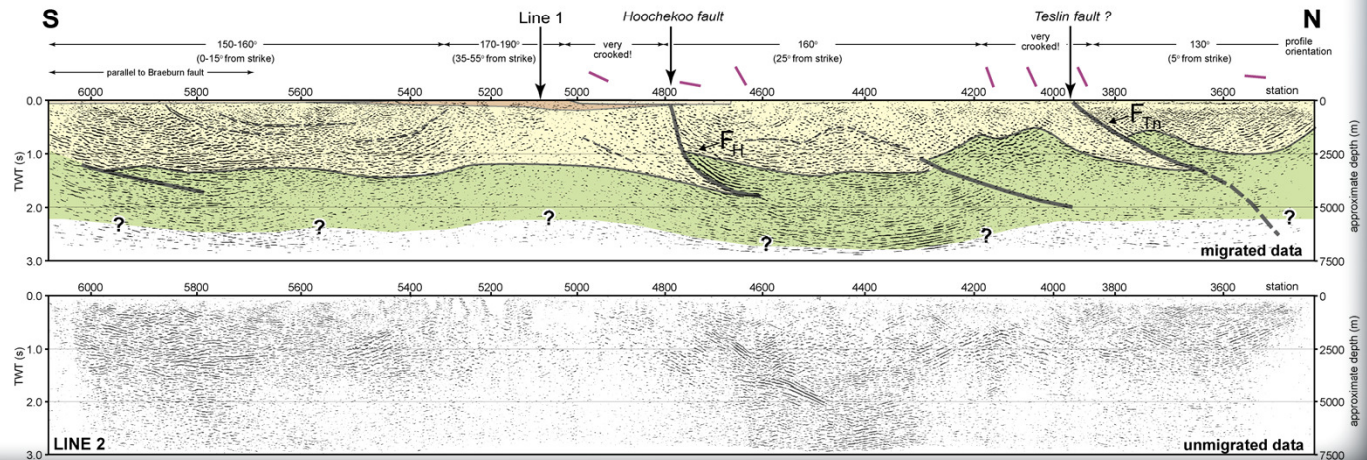 S
Line 1
Hoochekoo fault
Teslin fault ?
N
150-160°
(0-15° from strike)
170-190°
(35-55° from strike)
very
crooked!
160°
(25° from strike)
very
crooked!
130°
(5° from strike)
profile
orientation
parallel to Braeburn fault
6000 5800 5600 5400 5200 5000 4800 4600 4400 4200 4000 3800 3600 station
0.0
1.0
2.0
3.0
TWT (s)
0
2500
5000
7500
approximate depth (m)
FH
FTn
? ? ? ? ? ?
migrated data
6000 5800 5600 5400 5200 5000 4800 4600 4400 4200 4000 3800 3600 station
0.0
1.0
2.0
3.0
TWT (s)
0
2500
5000
7500
approximate depth (m)
LINE 2
unmigrated data